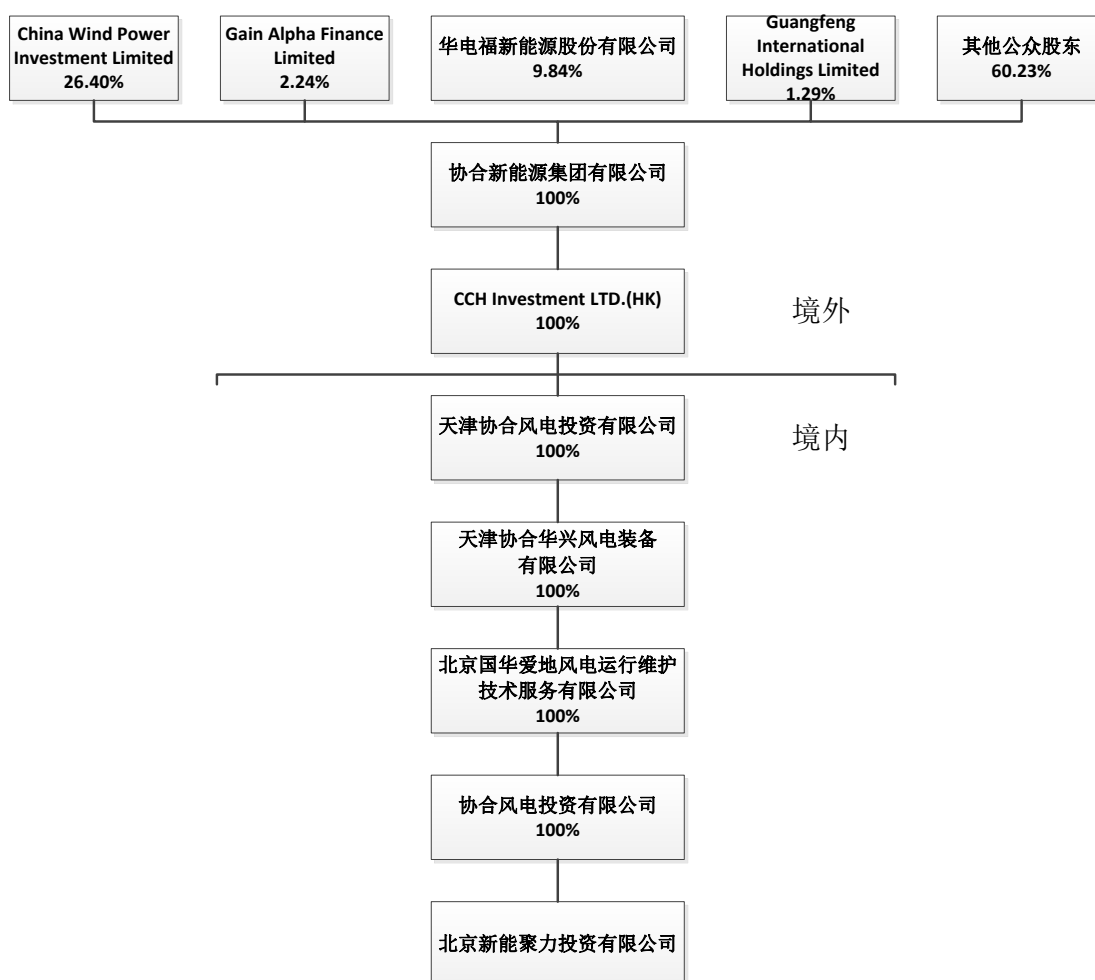 China Wind Power
Investment Limited
26.40%
Gain Alpha Finance
Limited
2.24%
华电福新能源股份有限公司
9.84%
Guangfeng
International
Holdings Limited
1.29%
其他公众股东
60.23%
协合新能源集团有限公司
100%
CCH Investment LTD.(HK)
100%
境外
天津协合风电投资有限公司
100%
境内
天津协合华兴风电装备
有限公司
100%
北京国华爱地风电运行维护
技术服务有限公司
100%
协合风电投资有限公司
100%
北京新能聚力投资有限公司